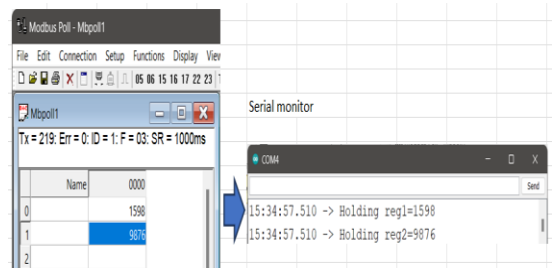 Modbus Poll - Mbpoll1
File Edit Connection Setup Functions Display View
05 06 15 16 17 22 23
Mbpoll1
Tx = 219: Err = 0: ID = 1: F = 03: SR = 1000ms
Name 0000
0 1598
1 9876
2
Serial monitor
COM4
Send
15:34:57.510 -> Holding reg1=1598
15:34:57.510 -> Holding reg2=9876